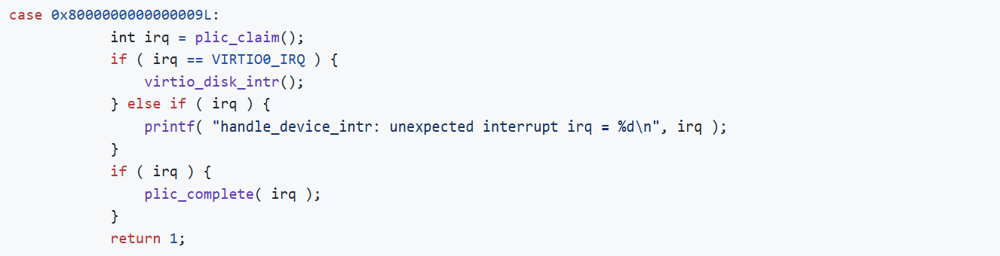 case 0x8000000000000009L:
            int irq = plic_claim();
            if ( irq == VIRTIO0_IRQ ) {
                virtio_disk_intr();
            } else if ( irq ) {
                printf( "handle_device_intr: unexpected interrupt irq = %d\n", irq );
            }
            if ( irq ) {
                plic_complete( irq );
            }
            return 1;